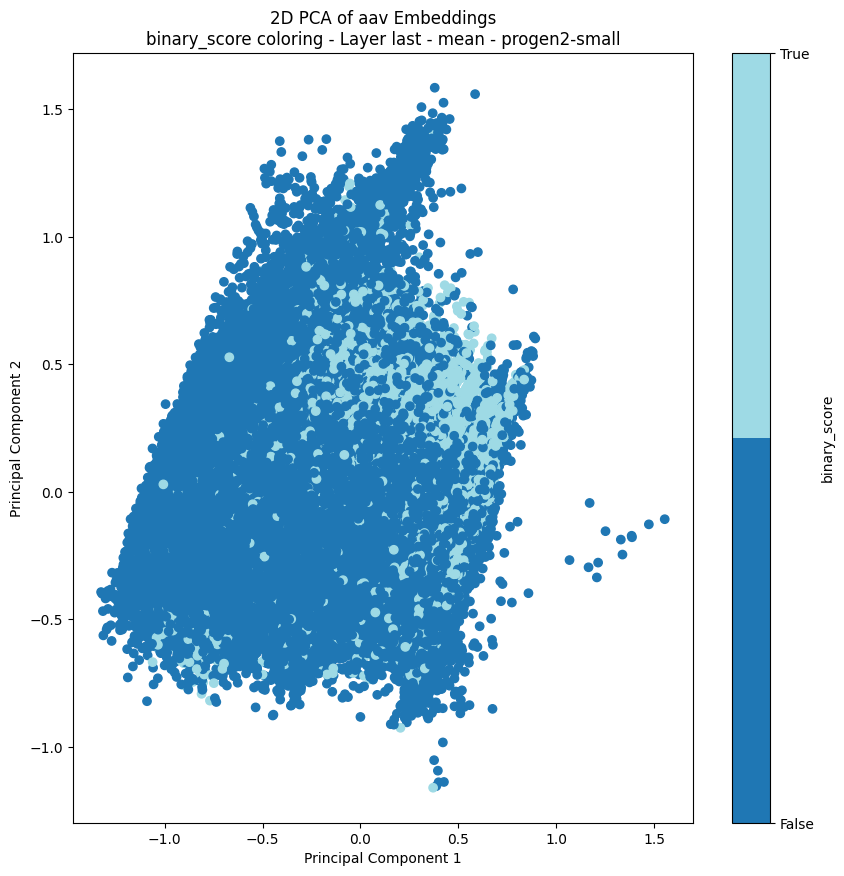 2D PCA of aav Embeddings
binary_score coloring - Layer last - mean - progen2-small
Principal Component 2
1.5
1.0
0.5
0.0
−0.5
−1.0
−1.0
−0.5
0.0
0.5
1.0
1.5
Principal Component 1
True
False
binary_score